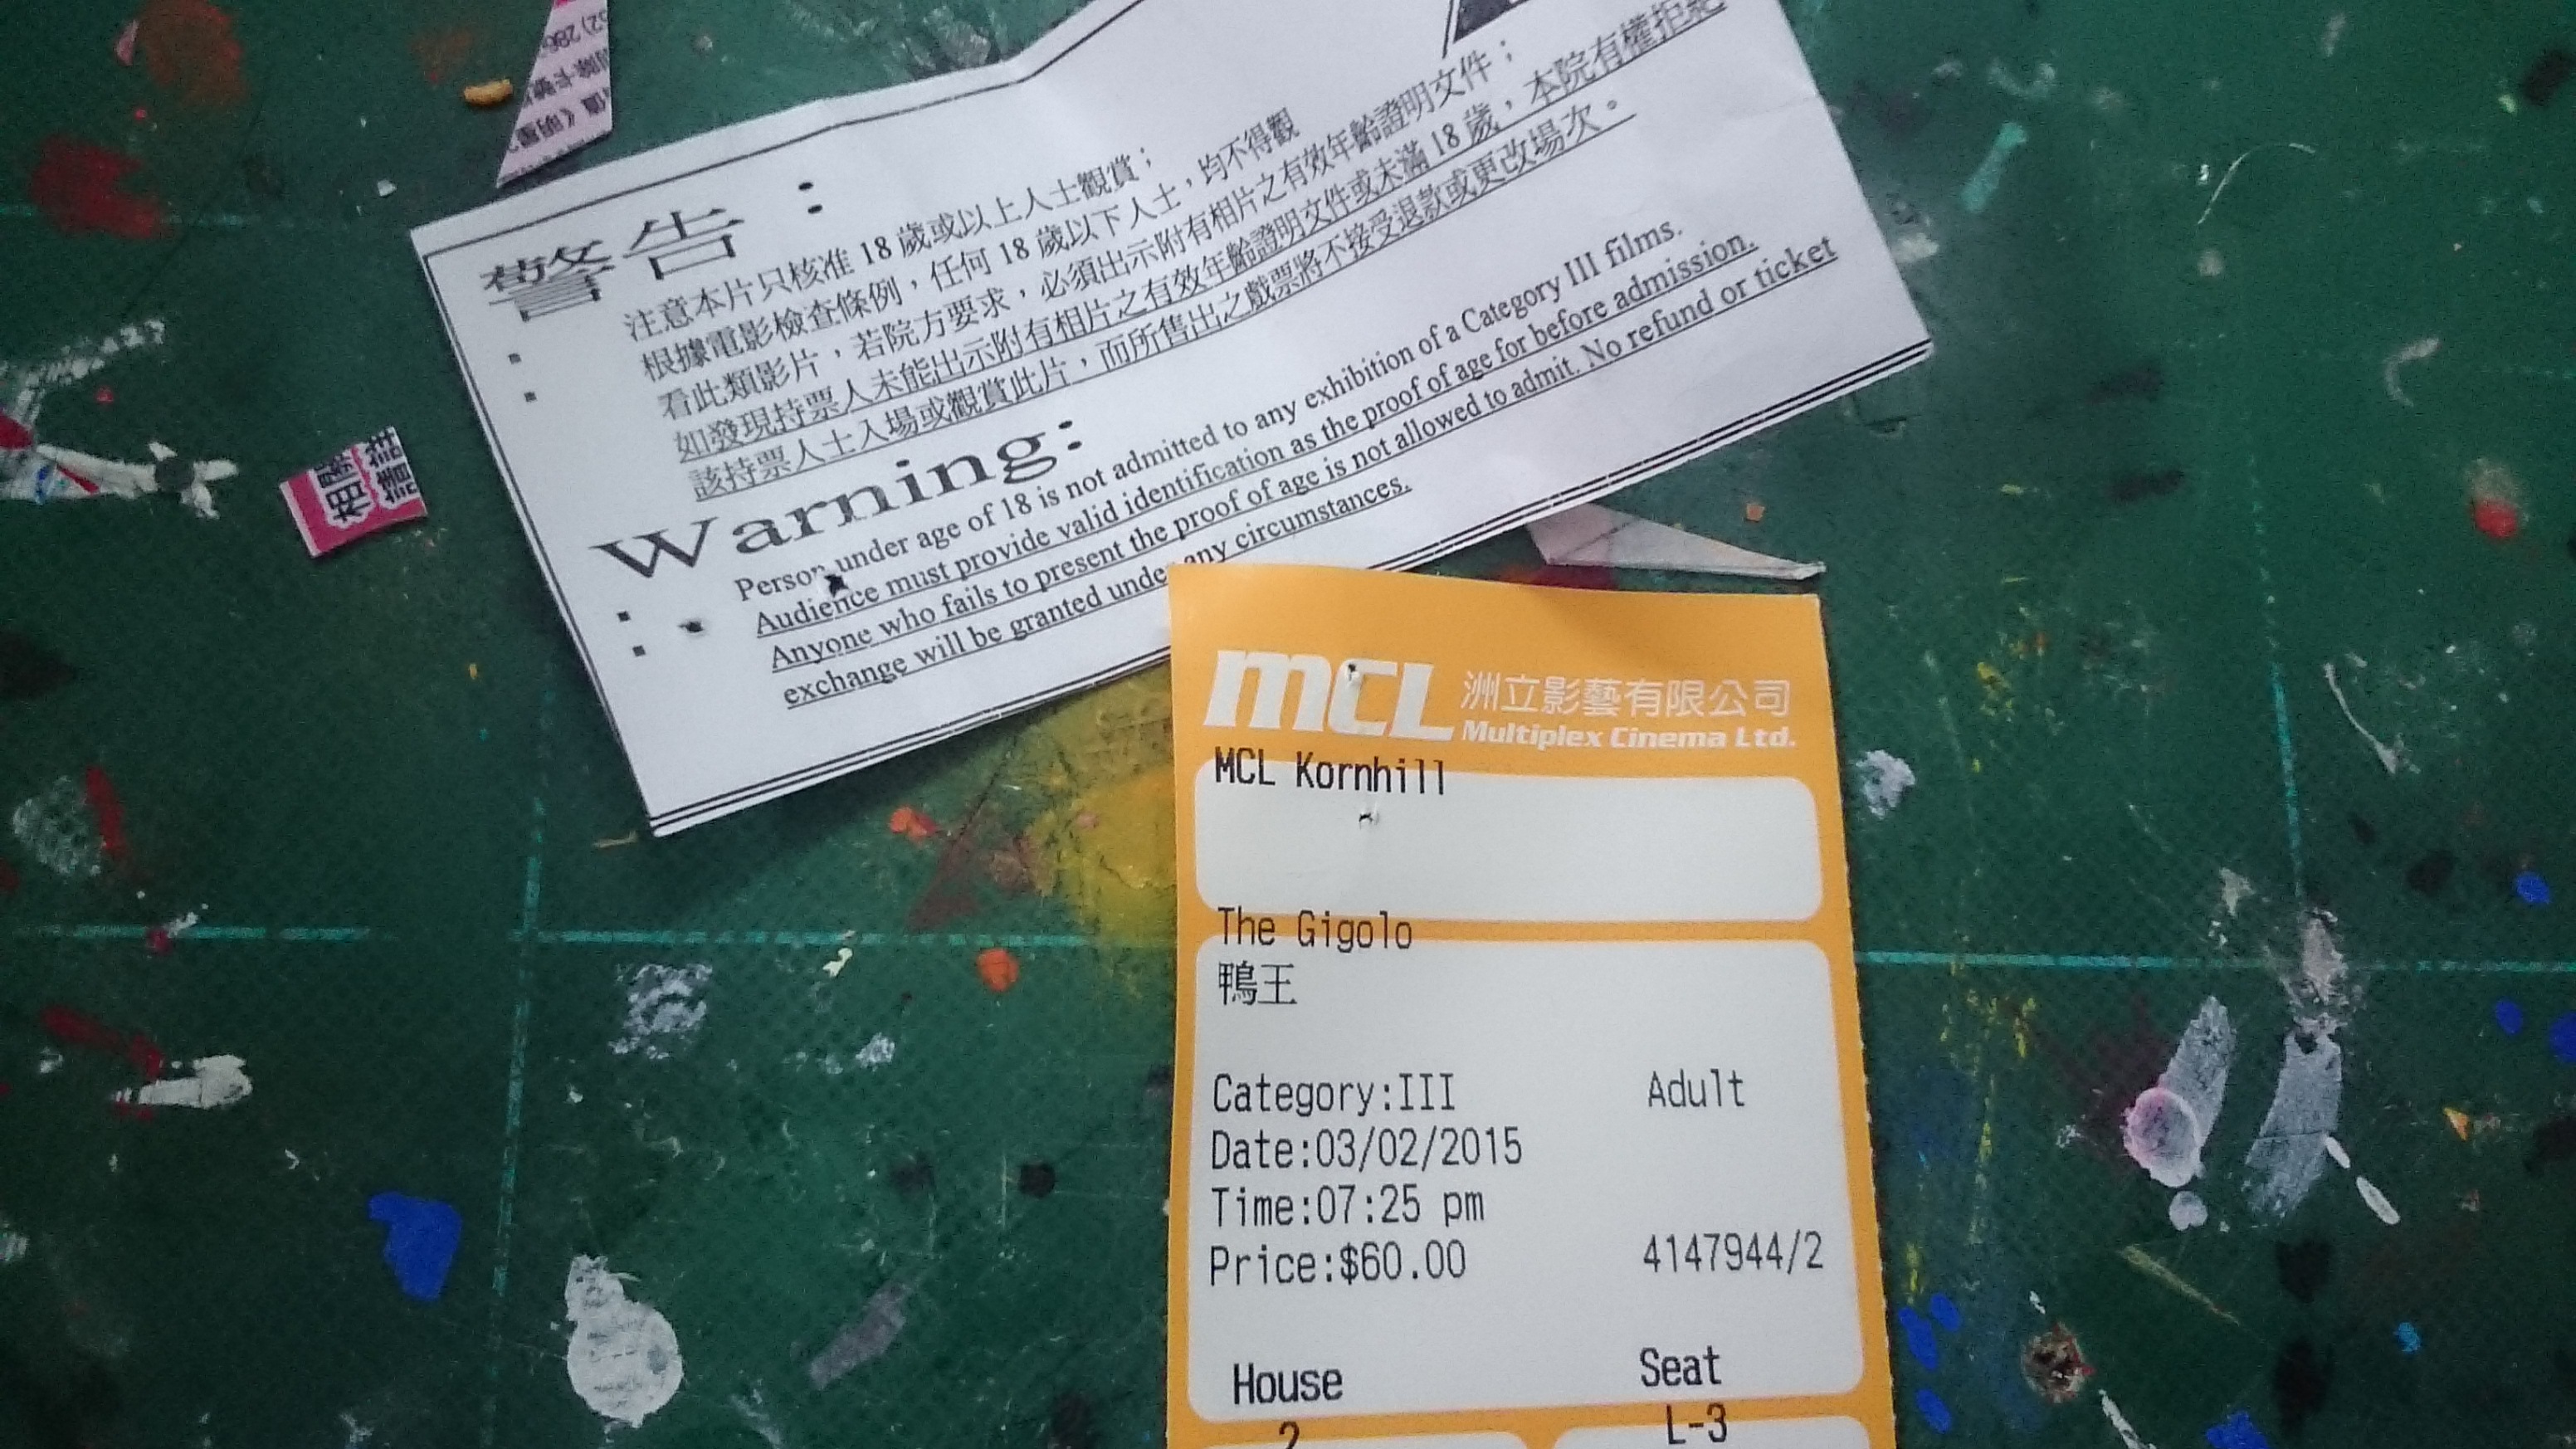 警告：
注意本片只核准 18 歲或以上人士觀賞；
根據電影檢查條例，任何 18 歲以下人士，均不得觀
看此類影片，若院方要求，必須出示附有相片之有效年齡證明文件；
如發現持票人未能出示附有相片之有效年齡證明文件或未滿 18 歲，本院有權拒絕
該持票人士入場或觀賞此片，而所售出之戲票將不接受退款或更改場次。
Warning:
Person under age of 18 is not admitted to any exhibition of a Category III films.
Audience must provide valid identification as the proof of age for before admission.
Anyone who fails to present the proof of age is not allowed to admit. No refund or ticket
exchange will be granted under any circumstances.
相關
講詳
MCL 洲立影藝有限公司
Multiplex Cinema Ltd.
MCL Kornhill
The Gigolo
鴨王
Category:III Adult
Date:03/02/2015
Time:07:25 pm
Price:$60.00 4147944/2
House Seat
2 L-3